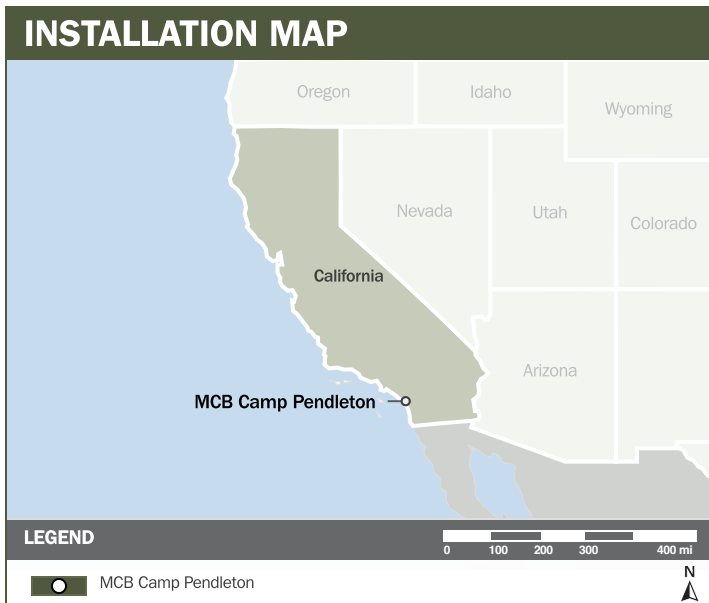 INSTALLATION MAP
Oregon
Idaho
Wyoming
Nevada
Utah
Colorado
California
Arizona
MCB Camp Pendleton
LEGEND
0 100 200 300 400 mi
MCB Camp Pendleton
N